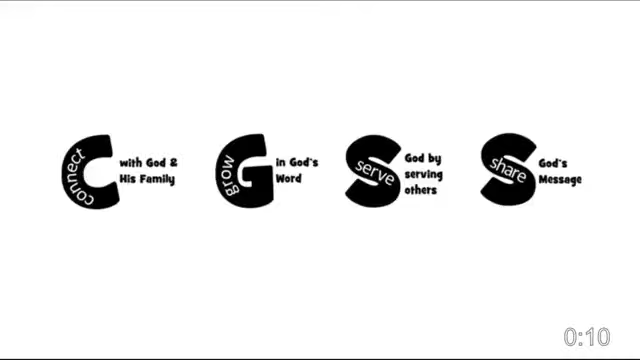 connect
with God &
His Family
grow
in God's
Word
serve
God by
serving
others
share
God's
Message
0:10